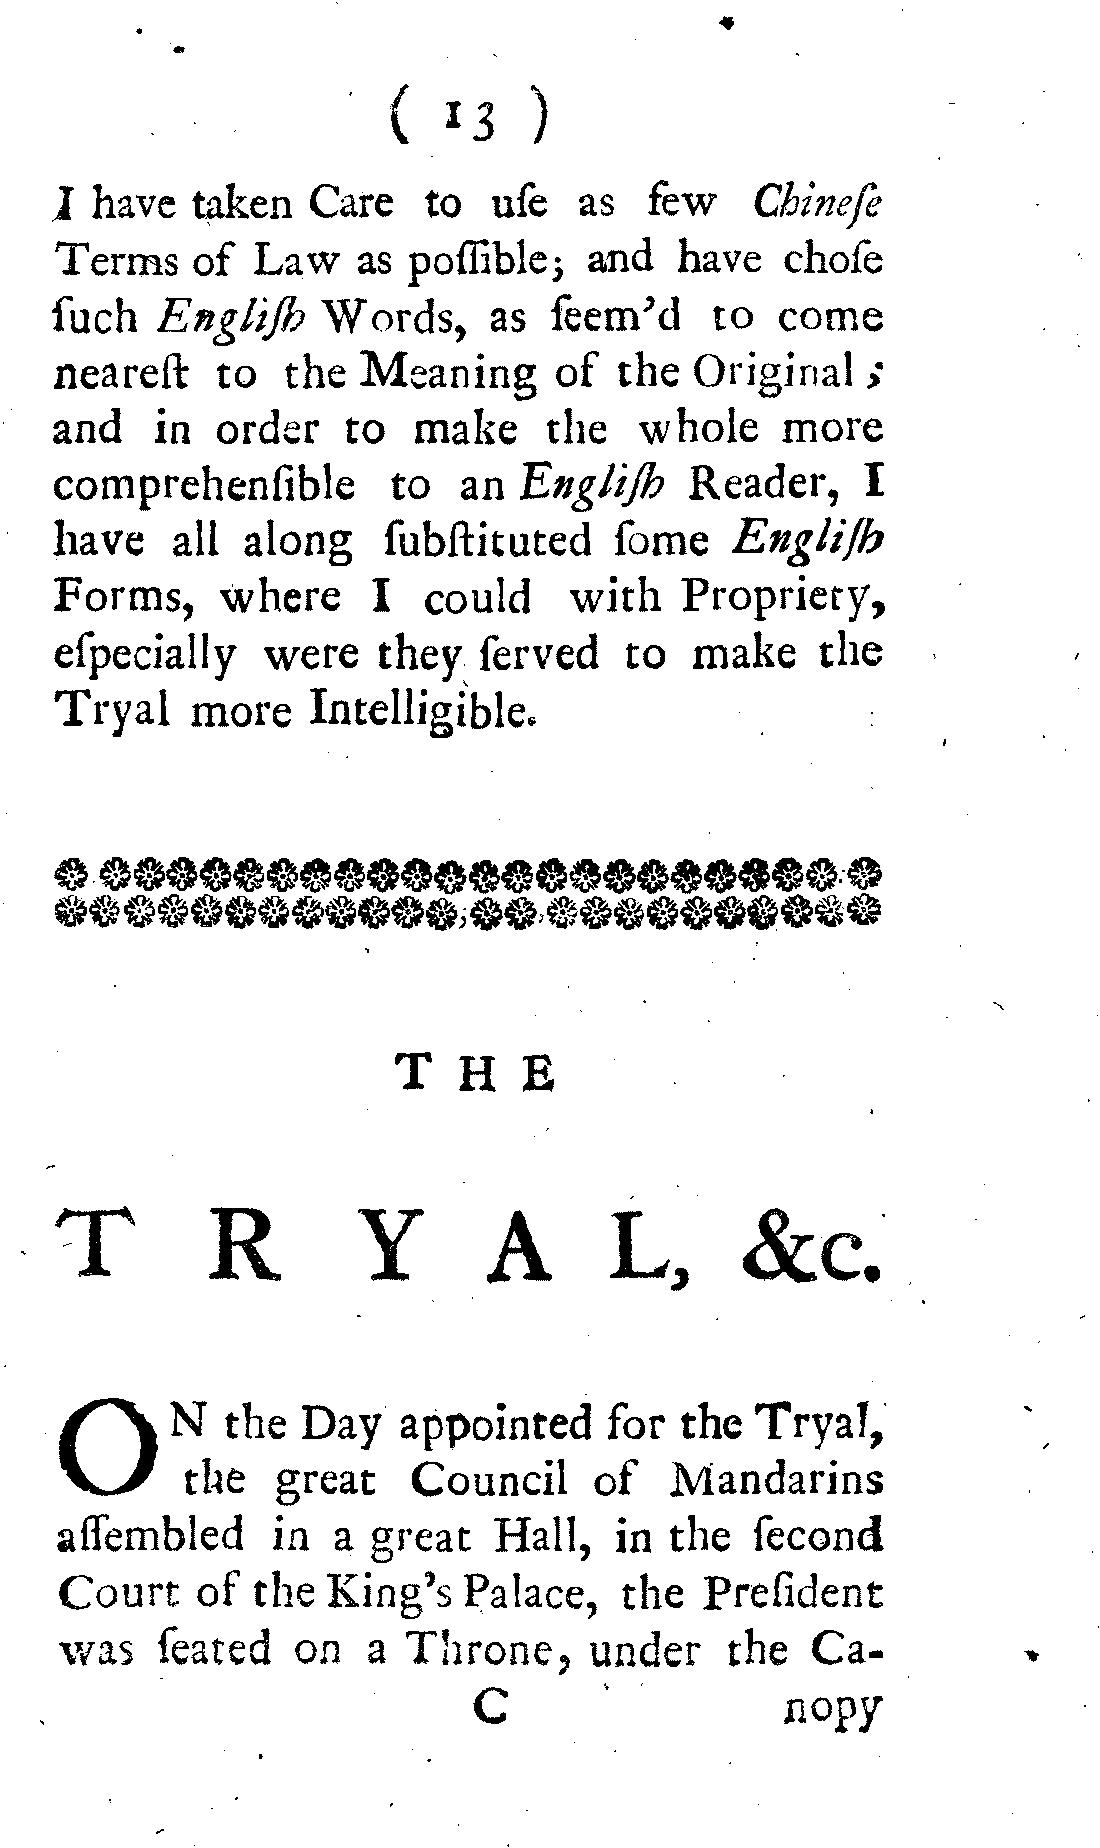 ( 13 )
I have taken Care to uſe as few Chineſe
Terms of Law as poſſible; and have choſe
ſuch Engliſh Words, as ſeem'd to come
neareſt to the Meaning of the Original;
and in order to make the whole more
comprehenſible to an Engliſh Reader, I
have all along ſubſtituted ſome Engliſh
Forms, where I could with Propriety,
eſpecially were they ſerved to make the
Tryal more Intelligible.
THE
TRYAL, &c.
ON the Day appointed for the Tryal,
the great Council of Mandarins
aſſembled in a great Hall, in the ſecond
Court of the King's Palace, the Preſident
was ſeated on a Throne, under the Ca-
C nopy